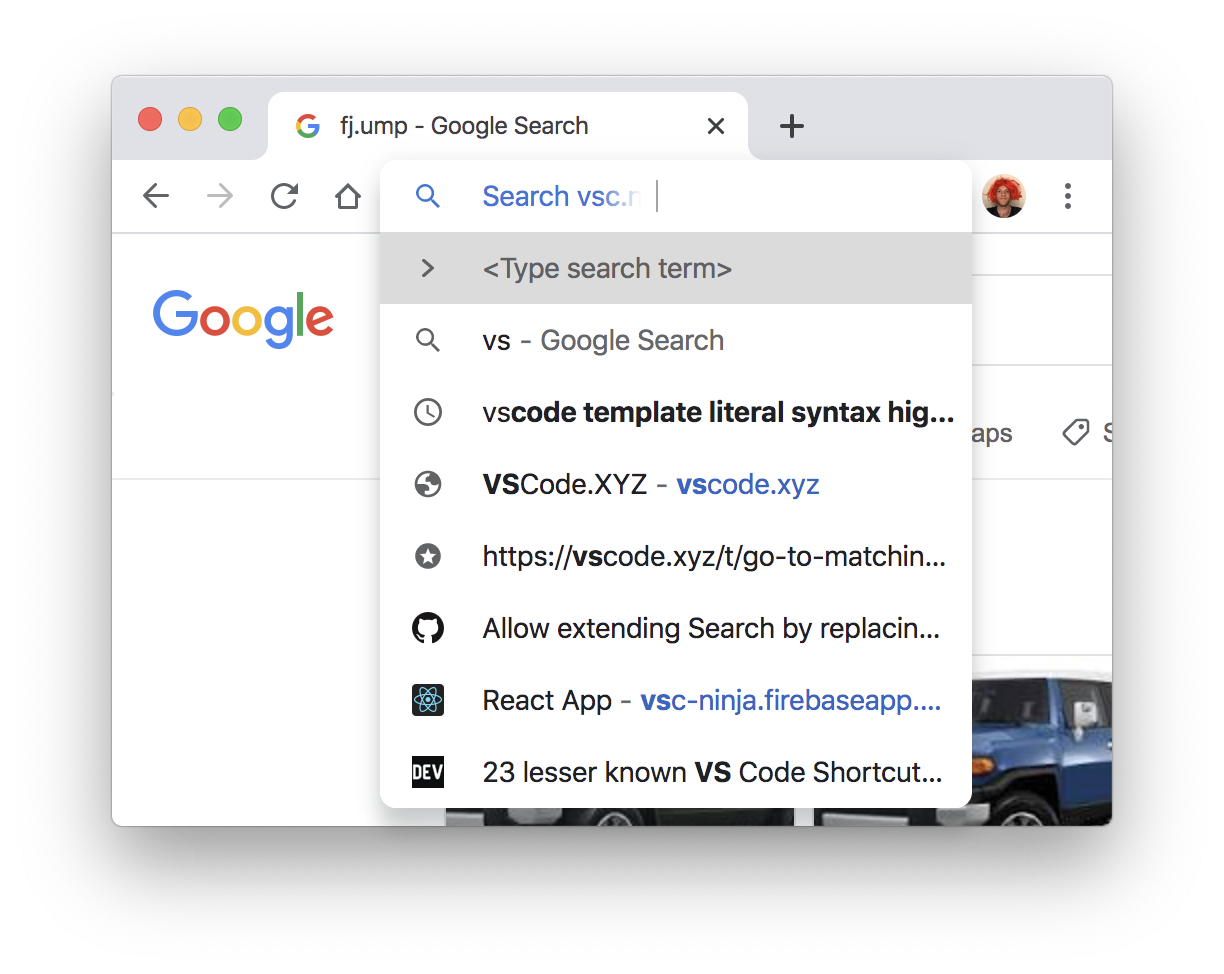 fj.ump - Google Search
Search vsc.
<Type search term>
Google
vs - Google Search
vscode template literal syntax hig...
aps
VSCode.XYZ - vscode.xyz
https://vscode.xyz/t/go-to-matchin...
Allow extending Search by replacin...
React App - vsc-ninja.firebaseapp....
DEV
23 lesser known VS Code Shortcut...